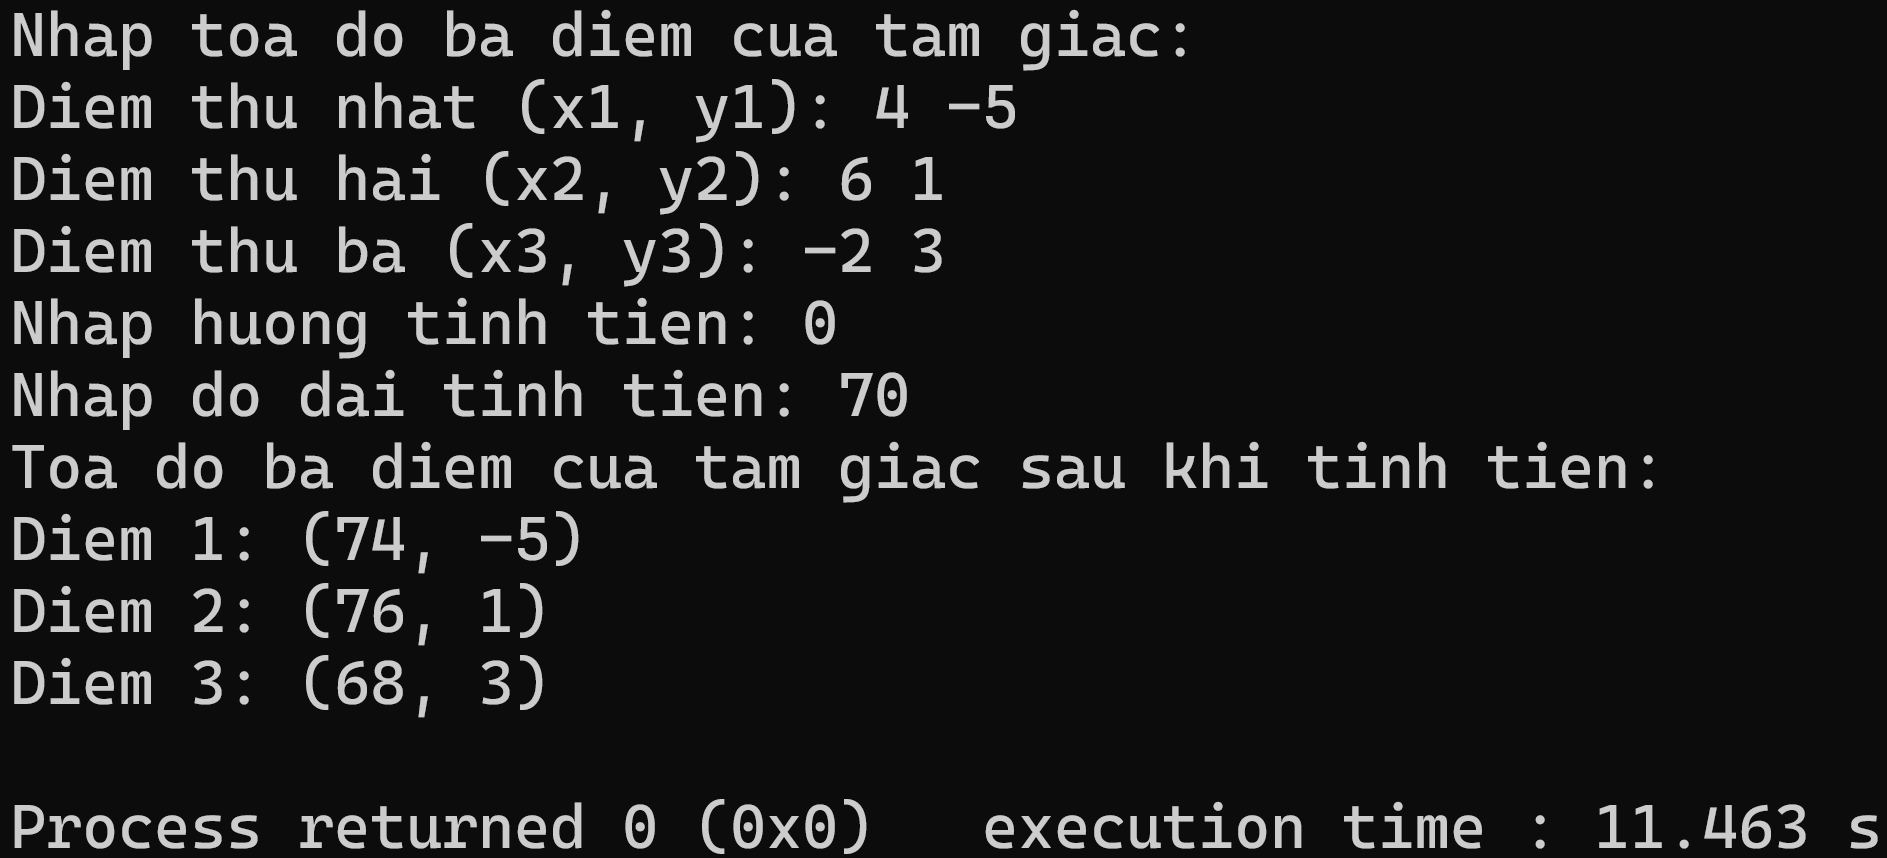 Nhap toa do ba diem cua tam giac:
Diem thu nhat (x1, y1): 4 -5
Diem thu hai (x2, y2): 6 1
Diem thu ba (x3, y3): -2 3
Nhap huong tinh tien: 0
Nhap do dai tinh tien: 70
Toa do ba diem cua tam giac sau khi tinh tien:
Diem 1: (74, -5)
Diem 2: (76, 1)
Diem 3: (68, 3)
Process returned 0 (0x0)   execution time : 11.463 s